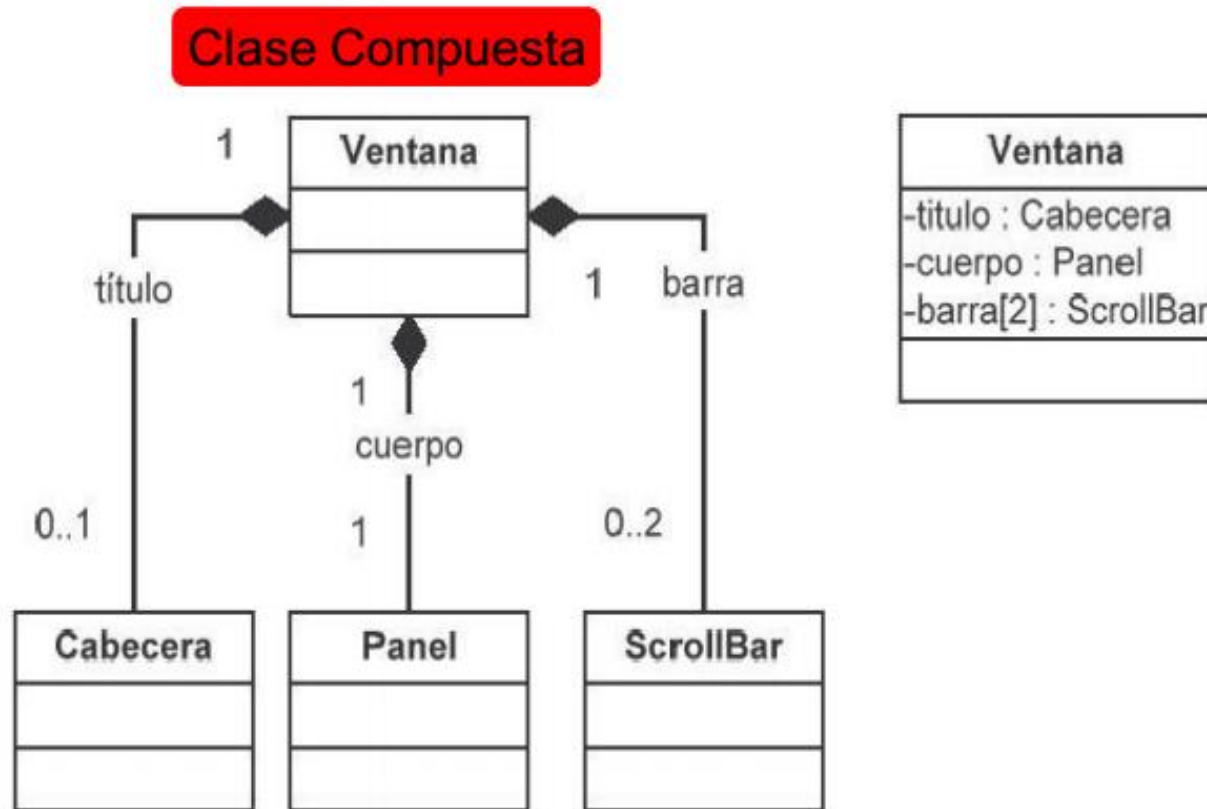 Clase Compuesta
1
Ventana
título
1
barra
1
cuerpo
0..1
1
0..2
Cabecera
Panel
ScrollBar
Ventana
-titulo : Cabecera
-cuerpo : Panel
-barra[2] : ScrollBar